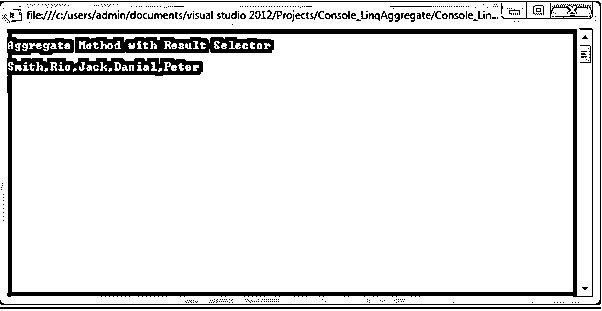 file:///c:/users/admin/documents/visual studio 2012/Projects/Console_LinqAggregate/Console_Lin...
Aggregate Method with Result Selector
Smith,Rio,Jack,Danial,Peter